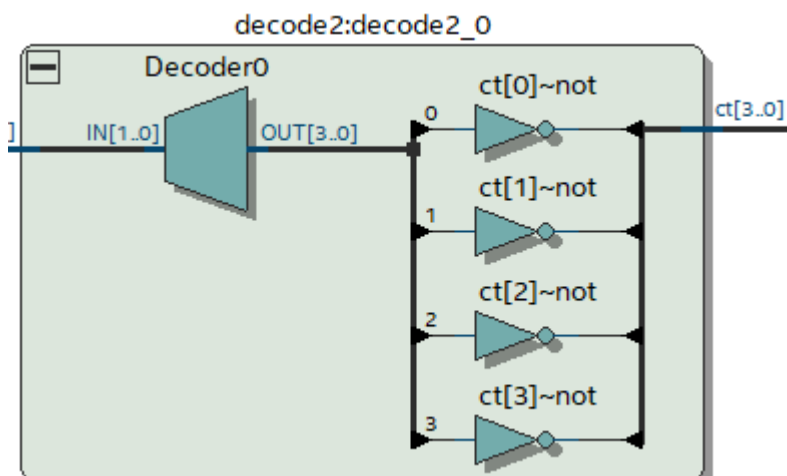 decode2:decode2_0
Decoder0
]
IN[1..0]
OUT[3..0]
0
ct[0]~not
ct[3..0]
1
ct[1]~not
2
ct[2]~not
3
ct[3]~not